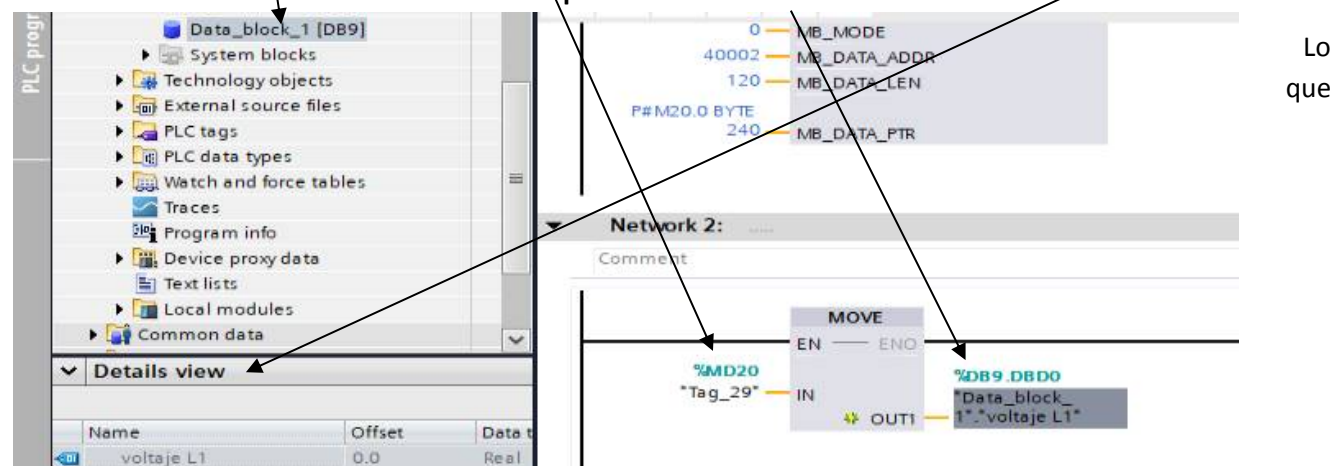 PLC progr
Data_block_1 [DB9]
System blocks
Technology objects
External source files
PLC tags
PLC data types
Watch and force tables
Traces
Program info
Device proxy data
Text lists
Local modules
Common data
Details view
Name Offset Data t
voltaje L1 0.0 Real
0 MB_MODE
40002 MB_DATA_ADDR
120 MB_DATA_LEN
P#M20.0 BYTE
240 MB_DATA_PTR
Network 2: .....
Comment
MOVE
EN ENO
%MD20
"Tag_29" IN
OUT1
%DB9.DBD0
"Data_block_
1"."voltaje L1"
Lo
que